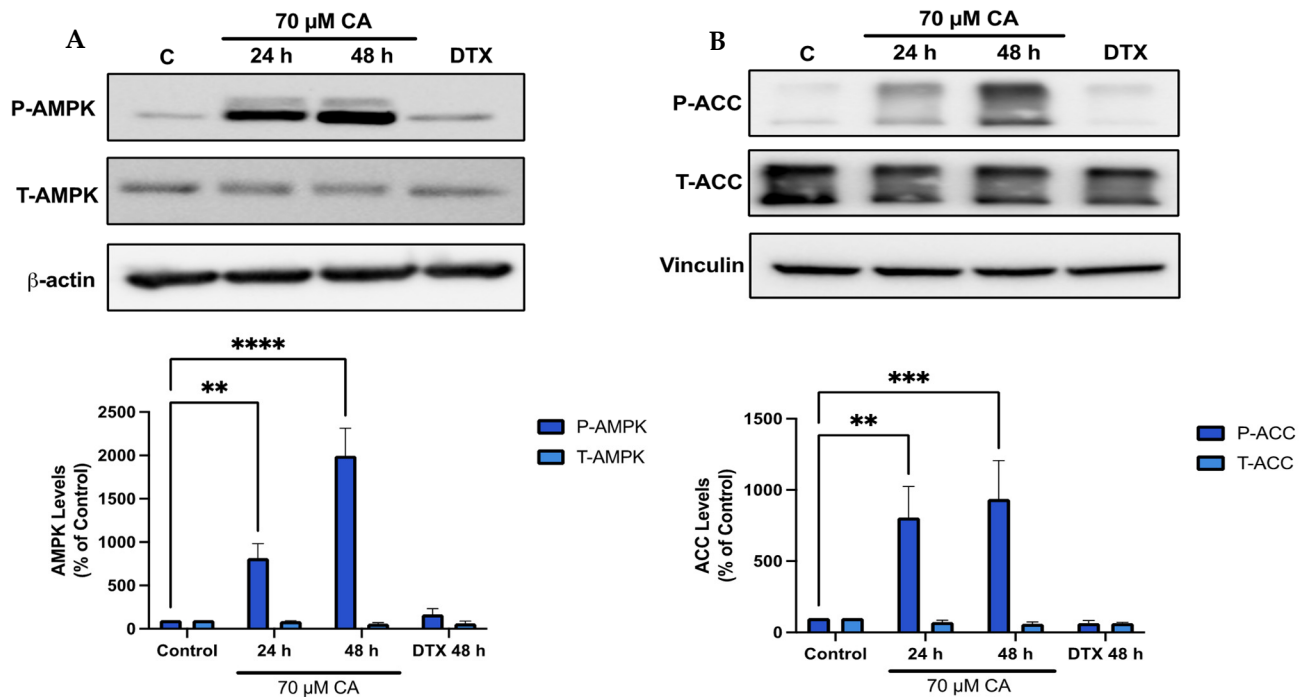 A
70 µM CA
C 24 h 48 h DTX
P-AMPK
T-AMPK
β-actin
****
**
2500
2000
1500
1000
500
0
AMPK Levels
(% of Control)
P-AMPK
T-AMPK
Control 24 h 48 h DTX 48 h
70 µM CA
B
70 µM CA
C 24 h 48 h DTX
P-ACC
T-ACC
Vinculin
***
**
1500
1000
500
0
ACC Levels
(% of Control)
P-ACC
T-ACC
Control 24 h 48 h DTX 48 h
70 µM CA